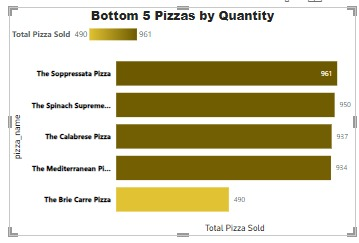 Bottom 5 Pizzas by Quantity
Total Pizza Sold 490 961
The Soppressata Pizza 961
The Spinach Supreme... 950
The Calabrese Pizza 937
The Mediterranean Pi... 934
The Brie Carre Pizza 490
pizza_name
Total Pizza Sold